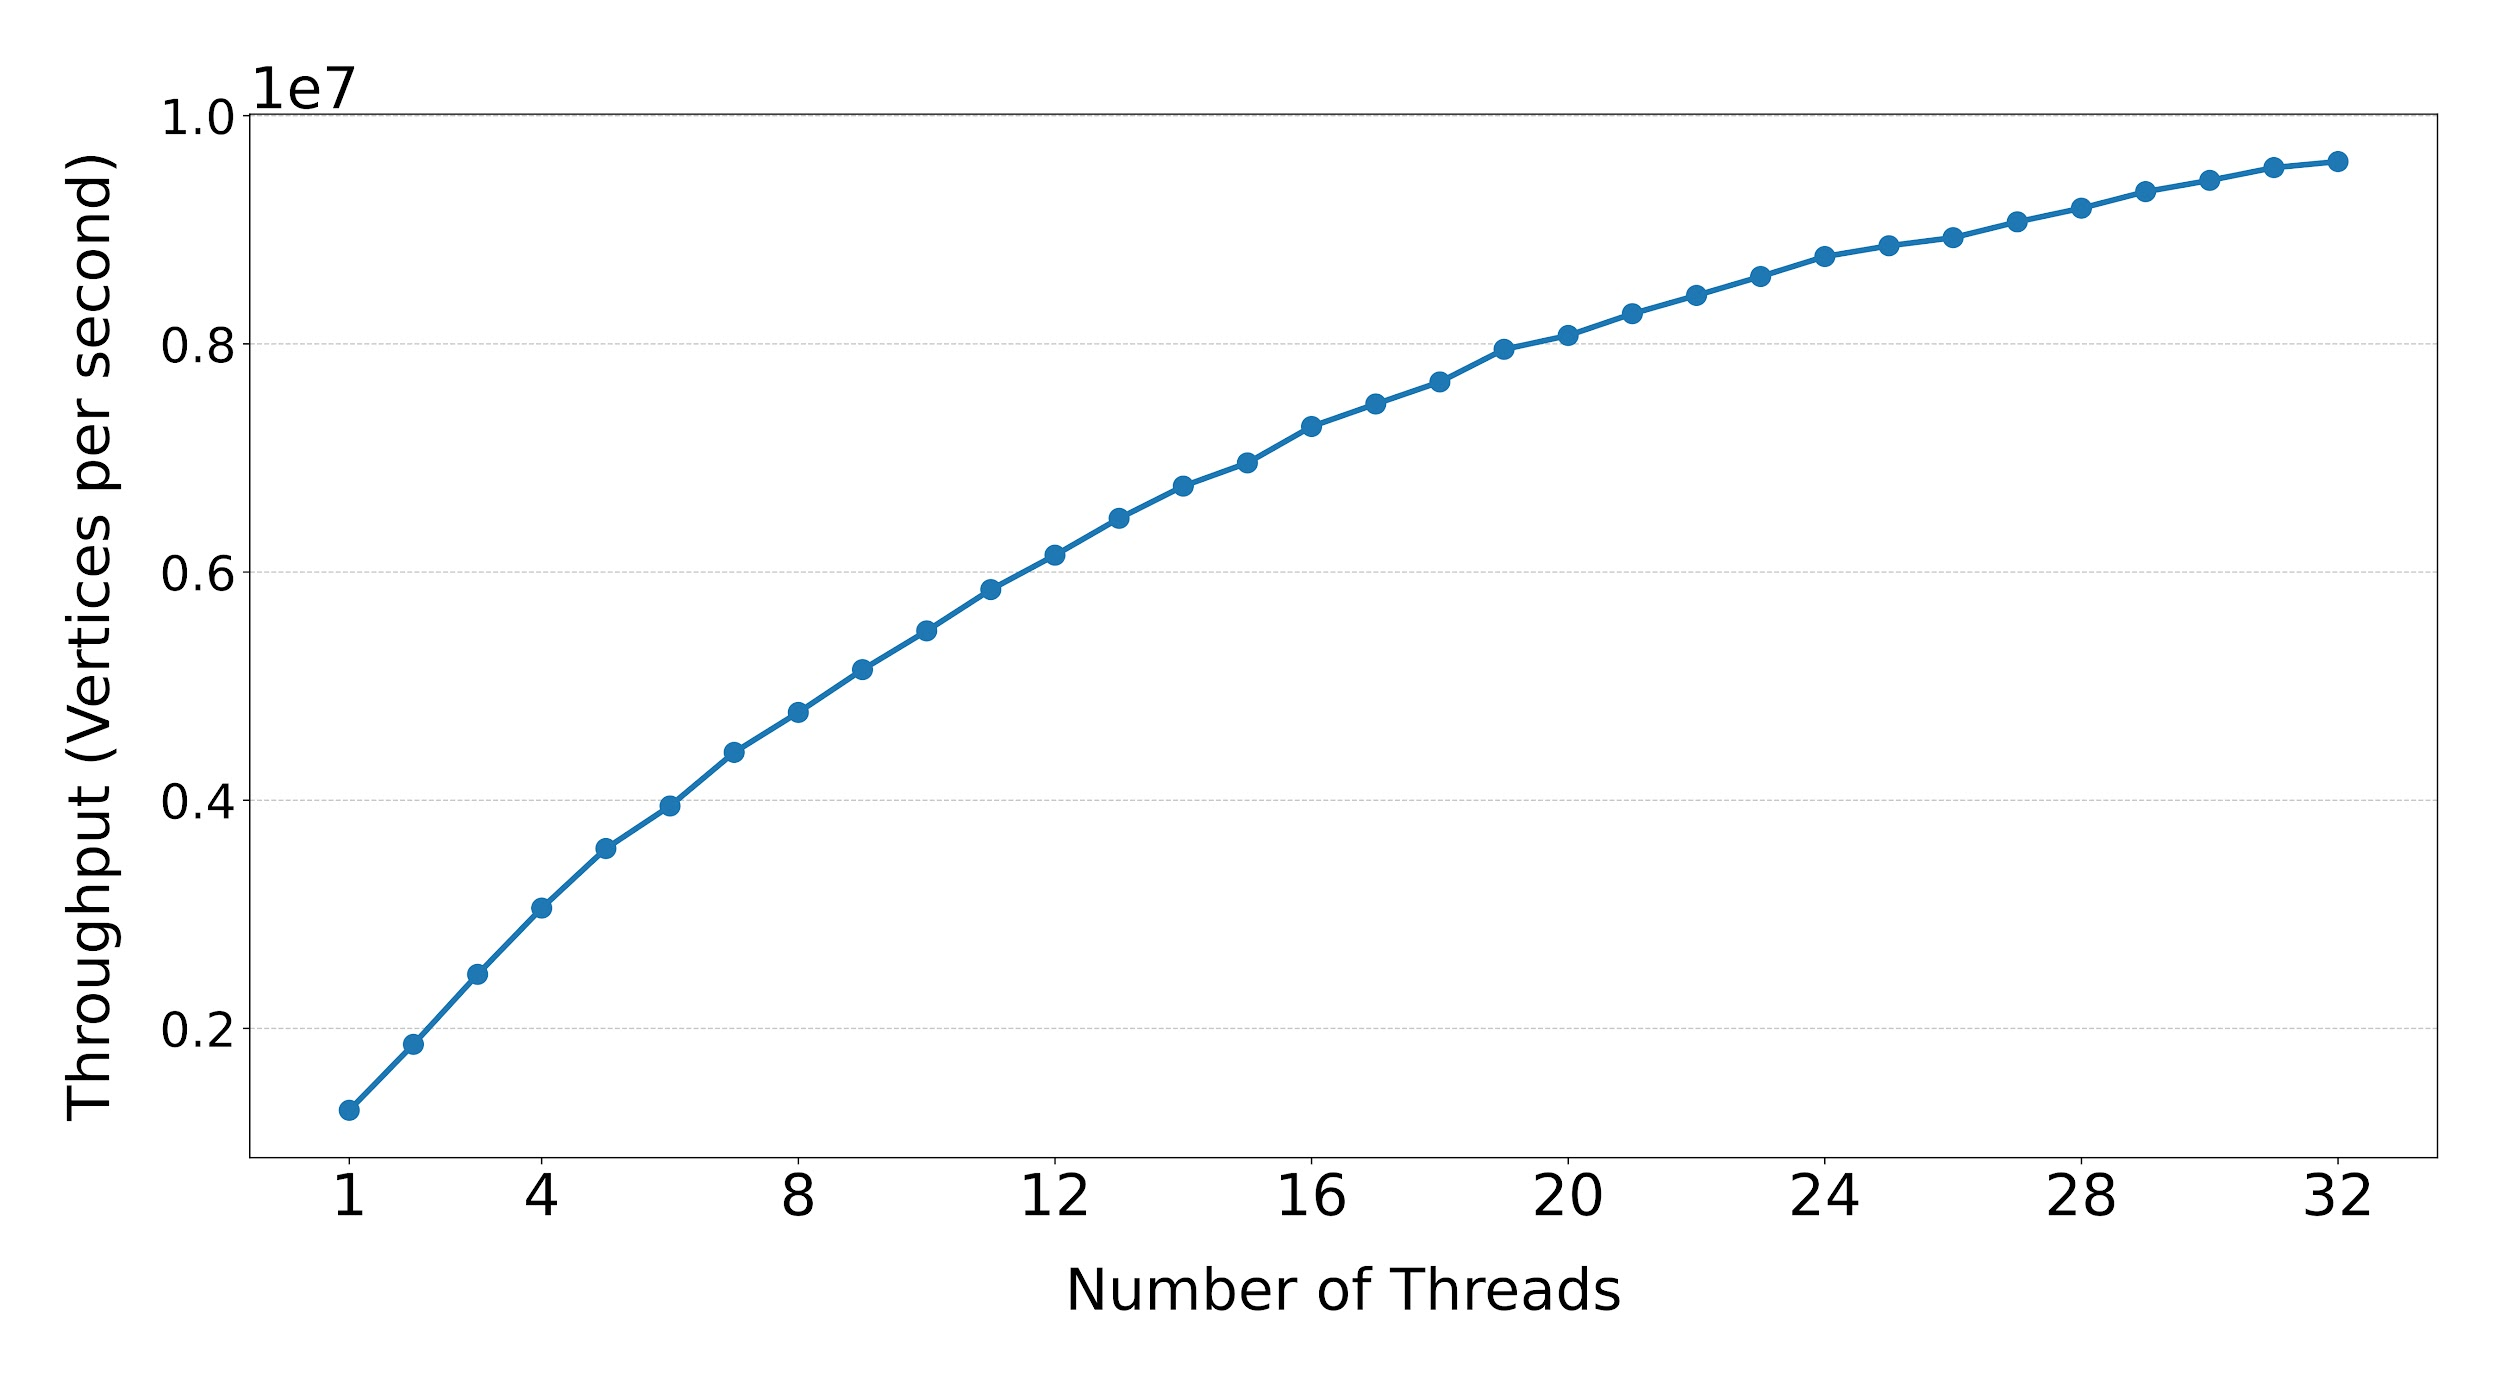 1e7
1.0
0.8
0.6
0.4
0.2
Throughput (Vertices per second)
1 4 8 12 16 20 24 28 32
Number of Threads